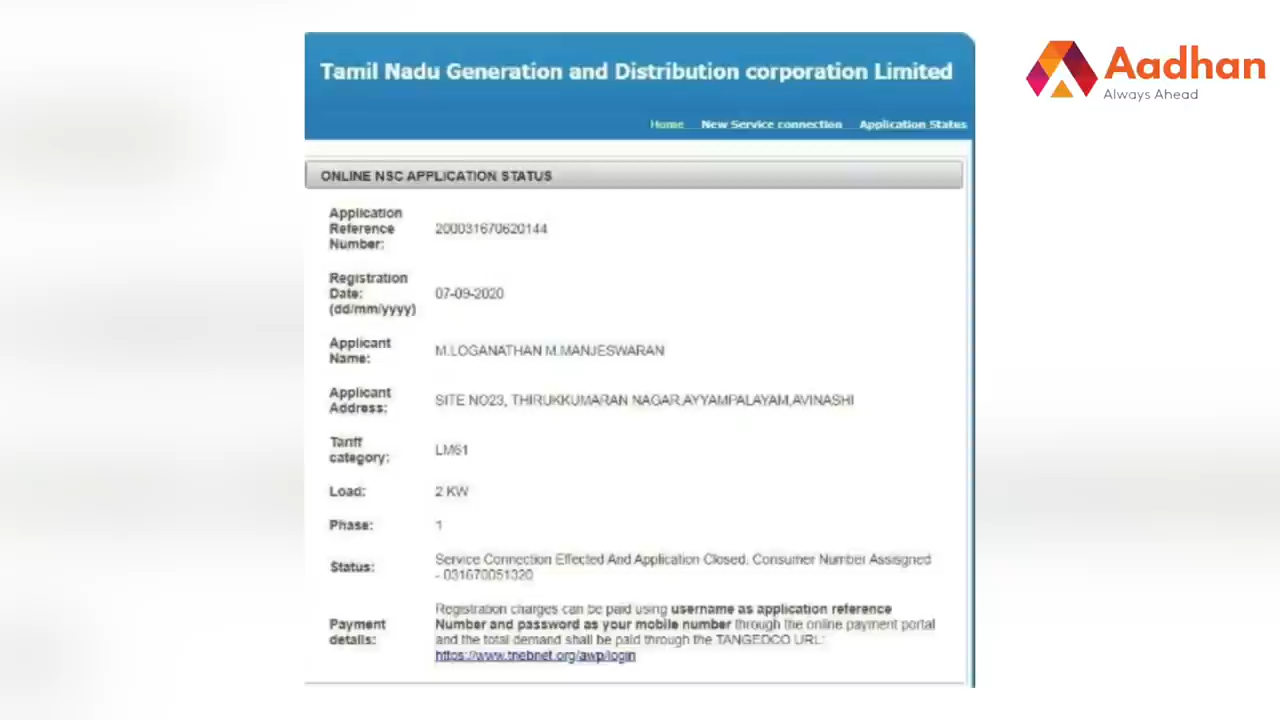 Aadhan
Always Ahead
Tamil Nadu Generation and Distribution corporation Limited
Home New Service connection Application Status
ONLINE NSC APPLICATION STATUS
Application
Reference
Number:
200031670620144
Registration
Date:
(dd/mm/yyyy)
07-09-2020
Applicant
Name:
M.LOGANATHAN M.MANJESWARAN
Applicant
Address:
SITE NO23, THIRUKKUMARAN NAGAR,AYYAMPALAYAM,AVINASHI
Tariff
category:
LM51
Load:
2 KW
Phase:
1
Status:
Service Connection Effected And Application Closed. Consumer Number Assisgned
- 031670051320
Payment
details:
Registration charges can be paid using username as application reference
Number and password as your mobile number through the online payment portal
and the total demand shall be paid through the TANGEDCO URL:
https://www.tnebnet.org/awp/login